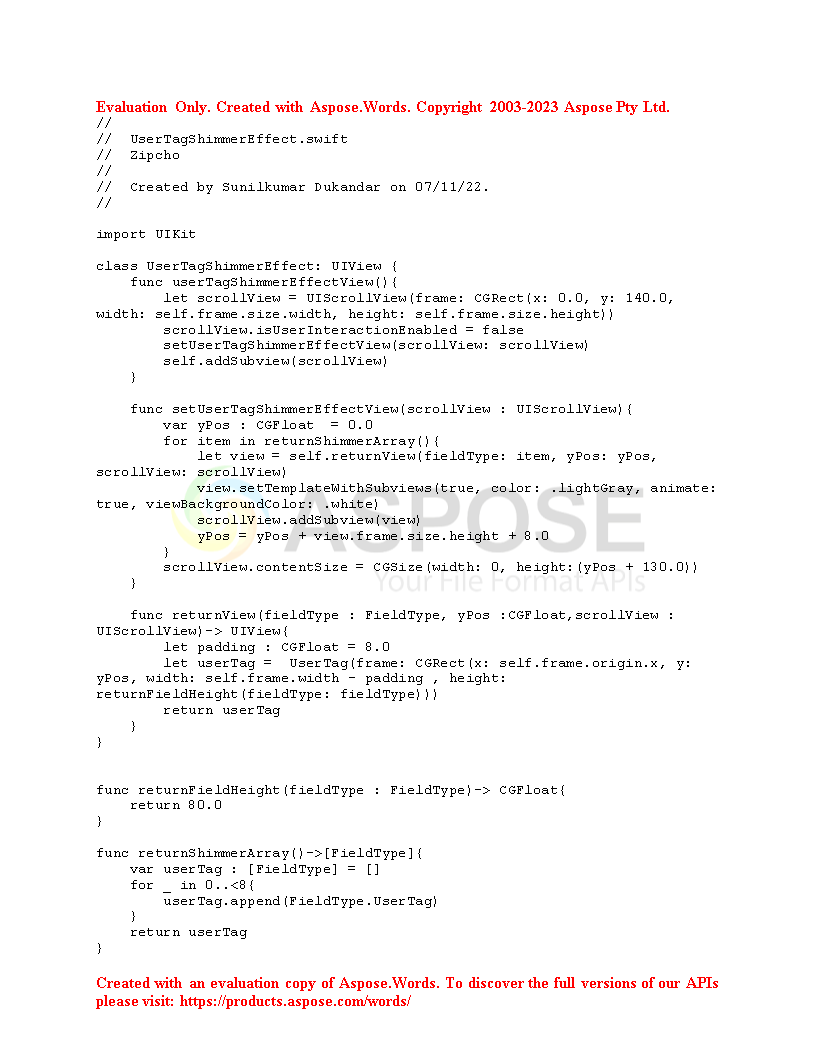 Evaluation Only. Created with Aspose.Words. Copyright 2003-2023 Aspose Pty Ltd.
//
//  UserTagShimmerEffect.swift
//  Zipcho
//
//  Created by Sunilkumar Dukandar on 07/11/22.
//
import UIKit
class UserTagShimmerEffect: UIView {
    func userTagShimmerEffectView(){
        let scrollView = UIScrollView(frame: CGRect(x: 0.0, y: 140.0,
width: self.frame.size.width, height: self.frame.size.height))
        scrollView.isUserInteractionEnabled = false
        setUserTagShimmerEffectView(scrollView: scrollView)
        self.addSubview(scrollView)
    }
    func setUserTagShimmerEffectView(scrollView : UIScrollView){
        var yPos : CGFloat  = 0.0
        for item in returnShimmerArray(){
            let view = self.returnView(fieldType: item, yPos: yPos,
scrollView: scrollView)
            view.setTemplateWithSubviews(true, color: .lightGray, animate:
true, viewBackgroundColor: .white)
            scrollView.addSubview(view)
            yPos = yPos + view.frame.size.height + 8.0
        }
        scrollView.contentSize = CGSize(width: 0, height:(yPos + 130.0))
    }
    func returnView(fieldType : FieldType, yPos :CGFloat,scrollView :
UIScrollView)-> UIView{
        let padding : CGFloat = 8.0
        let userTag =  UserTag(frame: CGRect(x: self.frame.origin.x, y:
yPos, width: self.frame.width - padding , height:
returnFieldHeight(fieldType: fieldType)))
        return userTag
    }
}
func returnFieldHeight(fieldType : FieldType)-> CGFloat{
    return 80.0
}
func returnShimmerArray()->[FieldType]{
    var userTag : [FieldType] = []
    for _ in 0..<8{
        userTag.append(FieldType.UserTag)
    }
    return userTag
}
ASPOSE
Your File Format APIs
Created with an evaluation copy of Aspose.Words. To discover the full versions of our APIs
please visit: https://products.aspose.com/words/